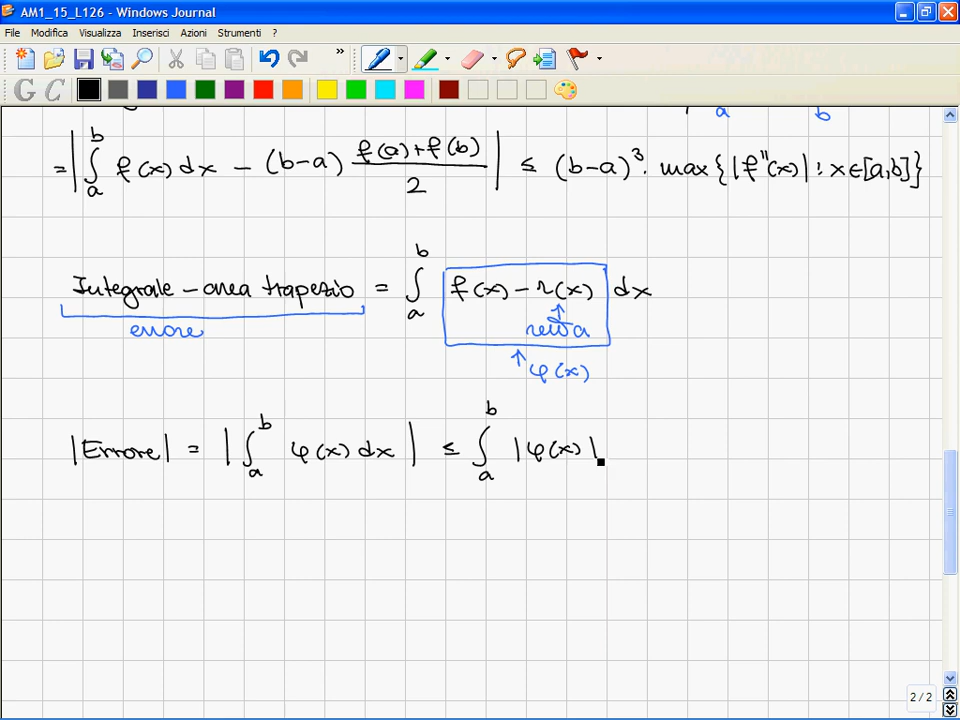 AM1_15_L126 - Windows Journal
File Modifica Visualizza Inserisci Azioni Strumenti ?
a b
= | ∫_a^b f(x) dx - (b-a) (f(a)+f(b))/2 | ≤ (b-a)^3 · max { |f''(x)| : x ∈ [a,b] }
Integrale - area trapezio = ∫_a^b f(x) - r(x) dx
errore
retta
φ(x)
|Errore| = | ∫_a^b φ(x) dx | ≤ ∫_a^b |φ(x)|
2 / 2